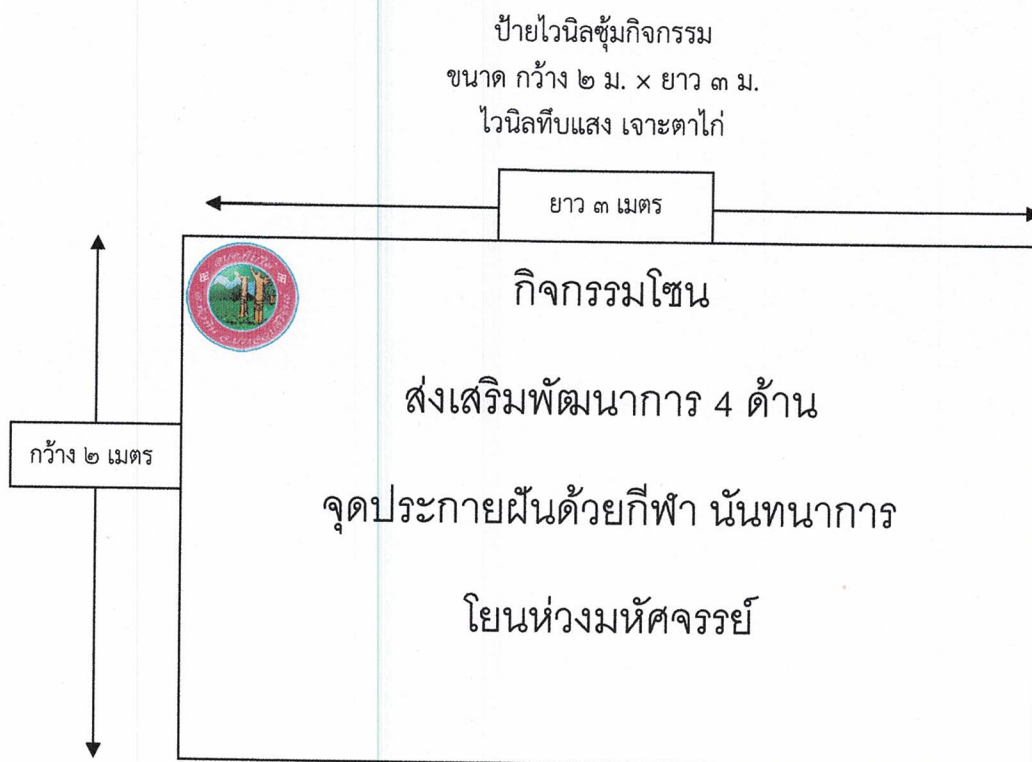 ป้ายไวนิลซุ้มกิจกรรม
ขนาด กว้าง ๒ ม. × ยาว ๓ ม.
ไวนิลทึบแสง เจาะตาไก่
ยาว ๓ เมตร
กิจกรรมโซน
ส่งเสริมพัฒนาการ 4 ด้าน
กว้าง ๒ เมตร
จุดประกายฝันด้วยกีฬา นันทนาการ
โยนห่วงมหัศจรรย์